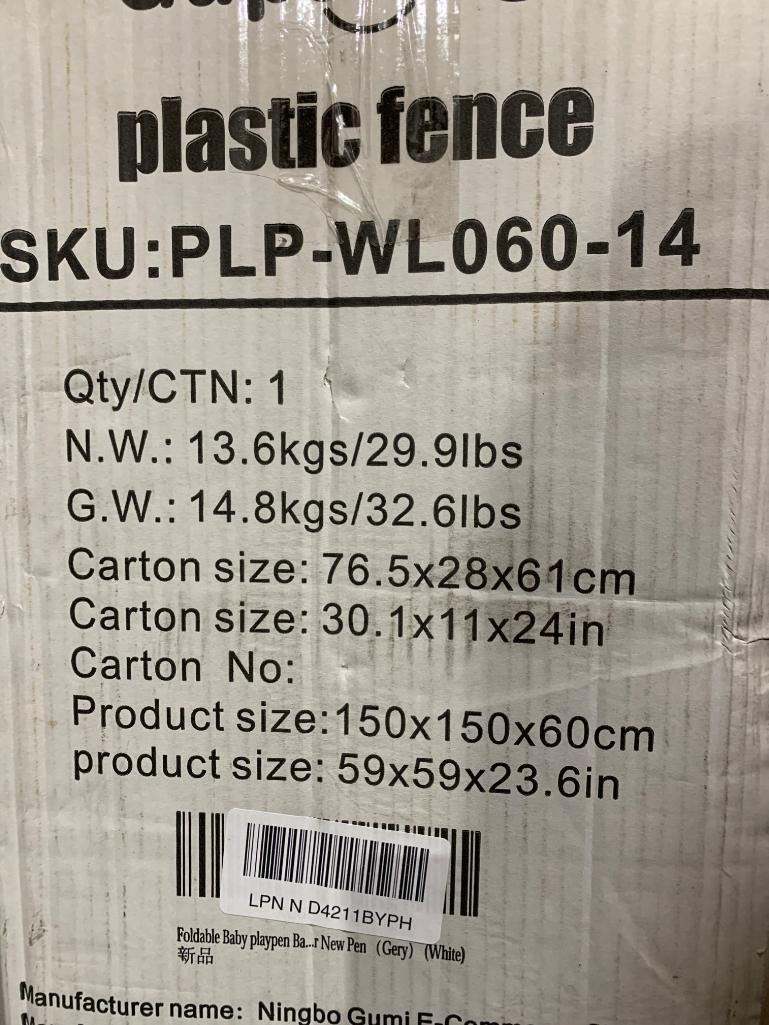 plastic fence
SKU:PLP-WL060-14
Qty/CTN: 1
N.W.: 13.6kgs/29.9lbs
G.W.: 14.8kgs/32.6lbs
Carton size: 76.5x28x61cm
Carton size: 30.1x11x24in
Carton No:
Product size:150x150x60cm
product size: 59x59x23.6in
LPN N D4211BYPH
Foldable Baby playpen Ba...r New Pen (Gery) (White)
新品
Manufacturer name: Ningbo Gumi